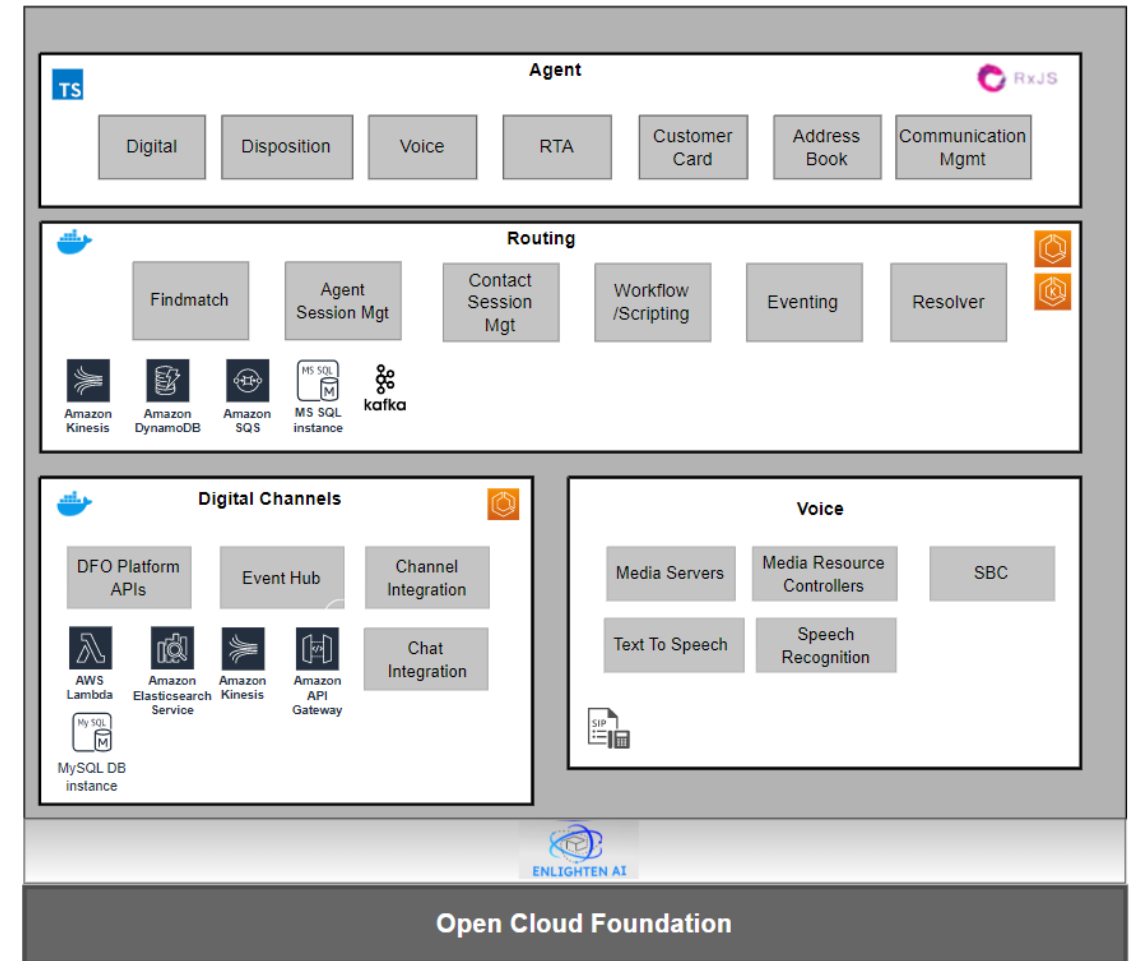 Agent
TS
RxJS
Digital
Disposition
Voice
RTA
Customer
Card
Address
Book
Communication
Mgmt
Routing
Findmatch
Agent
Session Mgt
Contact
Session
Mgt
Workflow
/Scripting
Eventing
Resolver
K
Amazon
Kinesis
Amazon
DynamoDB
Amazon
SQS
MS SQL
M
MS SQL
instance
kafka
Digital Channels
DFO Platform
APIs
Event Hub
Channel
Integration
Chat
Integration
AWS
Lambda
Amazon
Elasticsearch
Service
Amazon
Kinesis
Amazon
API
Gateway
My SQL
M
MySQL DB
instance
Voice
Media Servers
Media Resource
Controllers
SBC
Text To Speech
Speech
Recognition
SIP
ENLIGHTEN AI
Open Cloud Foundation